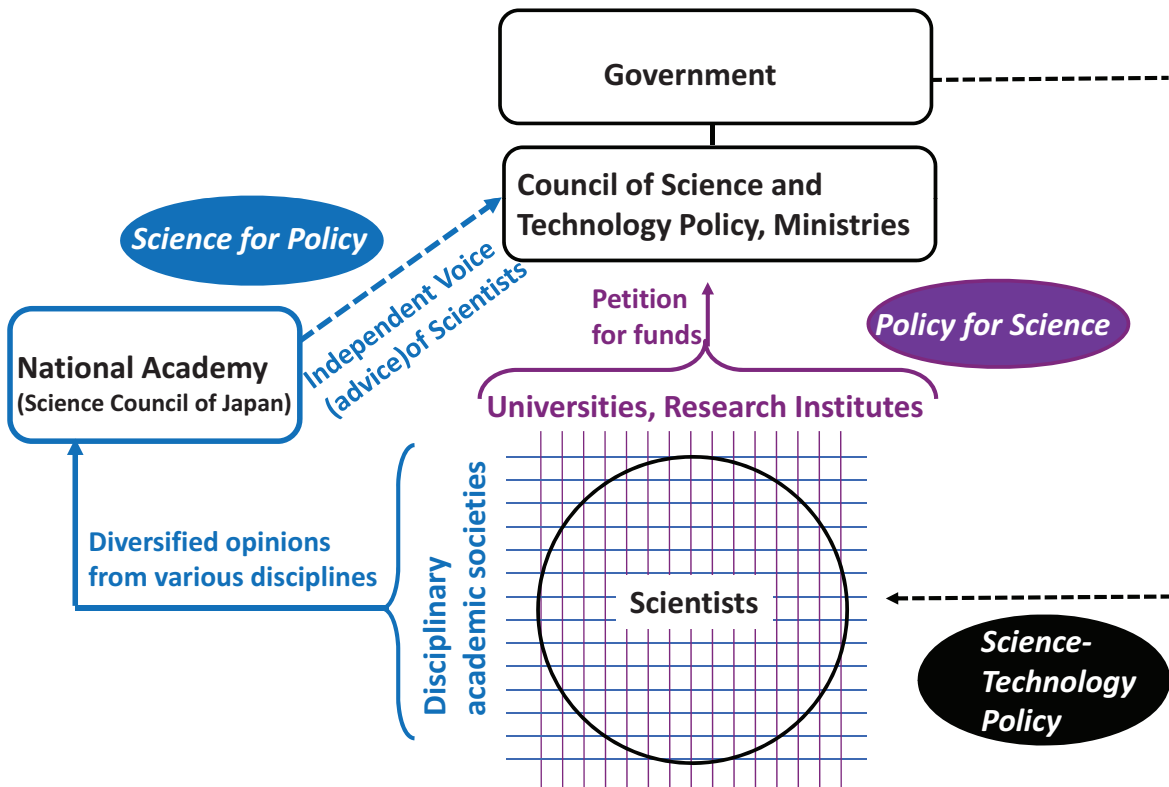 Government
Council of Science and
Technology Policy, Ministries
Science for Policy
Independent Voice
(advice)of Scientists
Petition
for funds
Policy for Science
National Academy
(Science Council of Japan)
Universities, Research Institutes
Diversified opinions
from various disciplines
Disciplinary
academic societies
Scientists
Science-
Technology
Policy